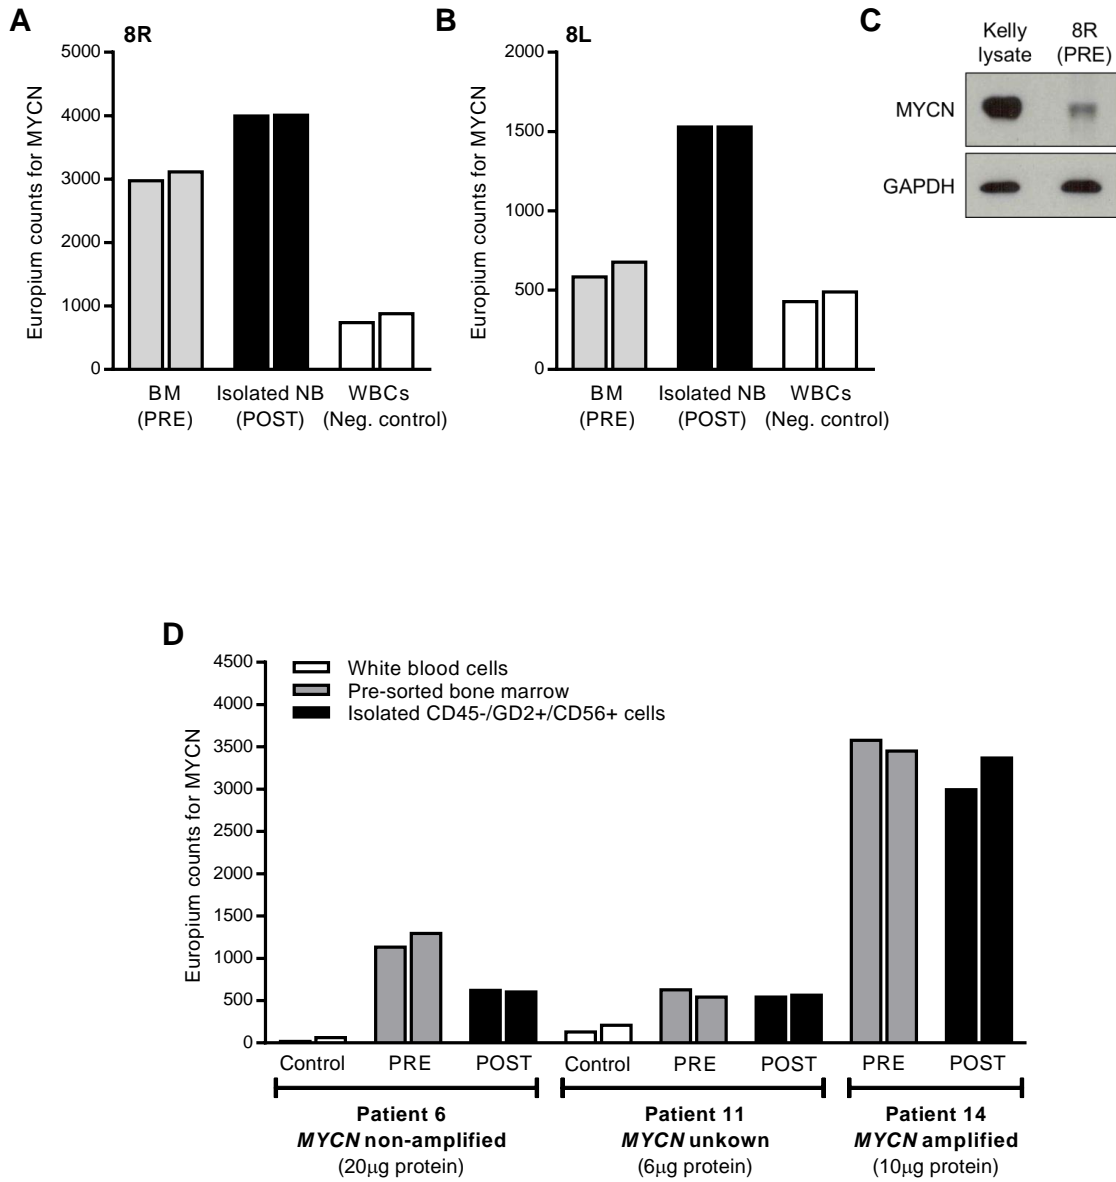 A
8R
5000
4000
3000
2000
1000
0
Europium counts for MYCN
BM
(PRE)
Isolated NB
(POST)
WBCs
(Neg. control)
B
8L
2000
1500
1000
500
0
Europium counts for MYCN
BM
(PRE)
Isolated NB
(POST)
WBCs
(Neg. control)
C
Kelly
lysate
8R
(PRE)
MYCN
GAPDH
D
4500
4000
3500
3000
2500
2000
1500
1000
500
0
Europium counts for MYCN
White blood cells
Pre-sorted bone marrow
Isolated CD45-/GD2+/CD56+ cells
Control PRE POST Control PRE POST PRE POST
Patient 6
MYCN non-amplified
(20µg protein)
Patient 11
MYCN unkown
(6µg protein)
Patient 14
MYCN amplified
(10µg protein)